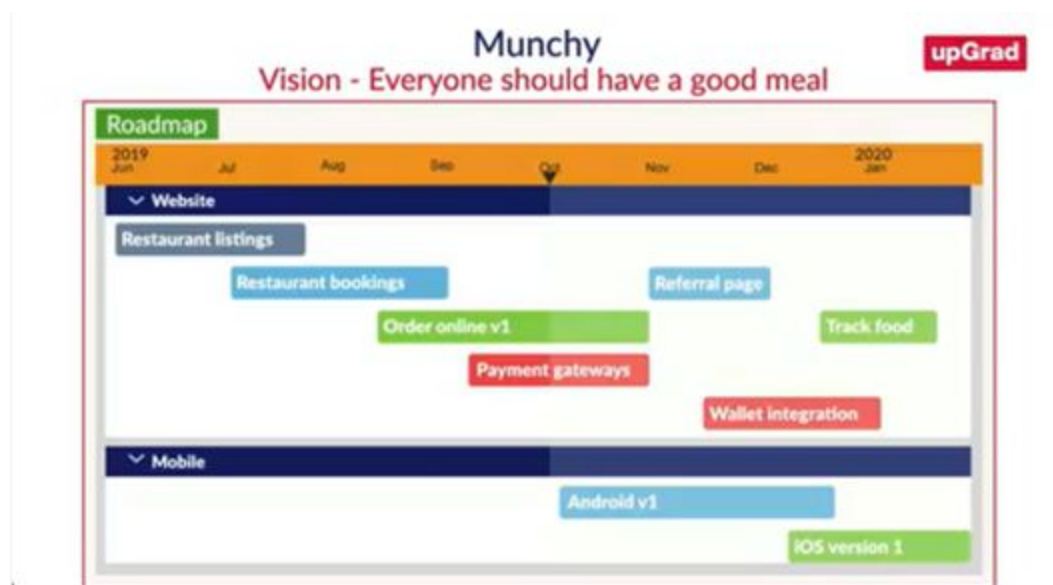 Munchy
upGrad
Vision - Everyone should have a good meal
Roadmap
2019 2020
Jun Jul Aug Sep Oct Nov Dec Jan
Website
Restaurant listings
Restaurant bookings Referral page
Order online v1 Track food
Payment gateways
Wallet integration
Mobile
Android v1
iOS version 1